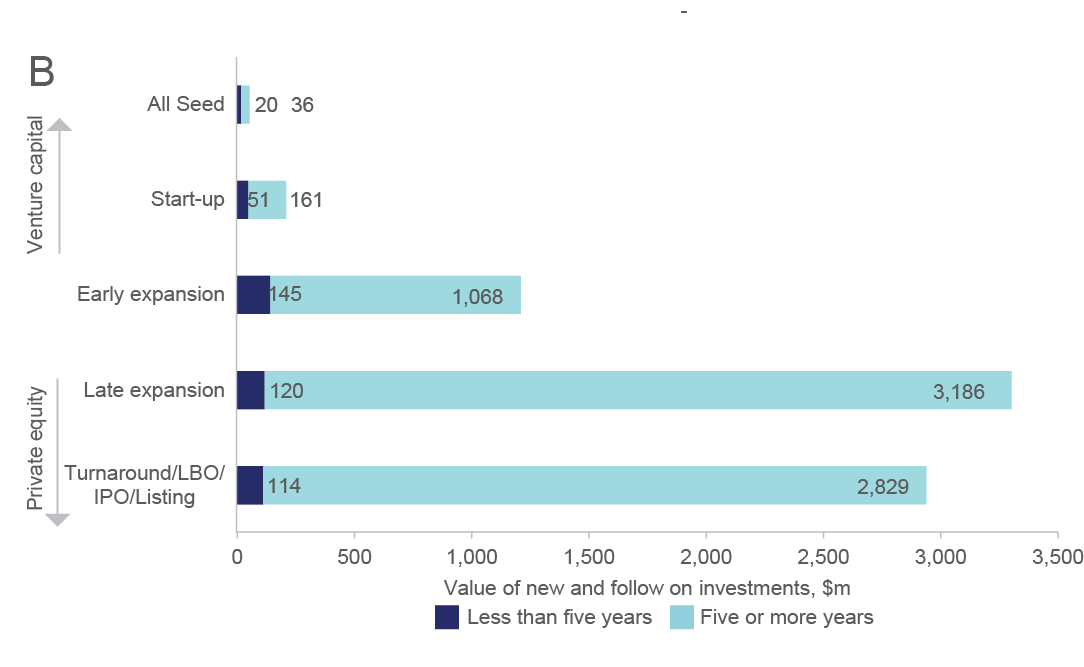 -
B
Venture capital
Private equity
All Seed 20 36
Start-up 51 161
Early expansion 145 1,068
Late expansion 120 3,186
Turnaround/LBO/
IPO/Listing 114 2,829
0 500 1,000 1,500 2,000 2,500 3,000 3,500
Value of new and follow on investments, $m
Less than five years Five or more years